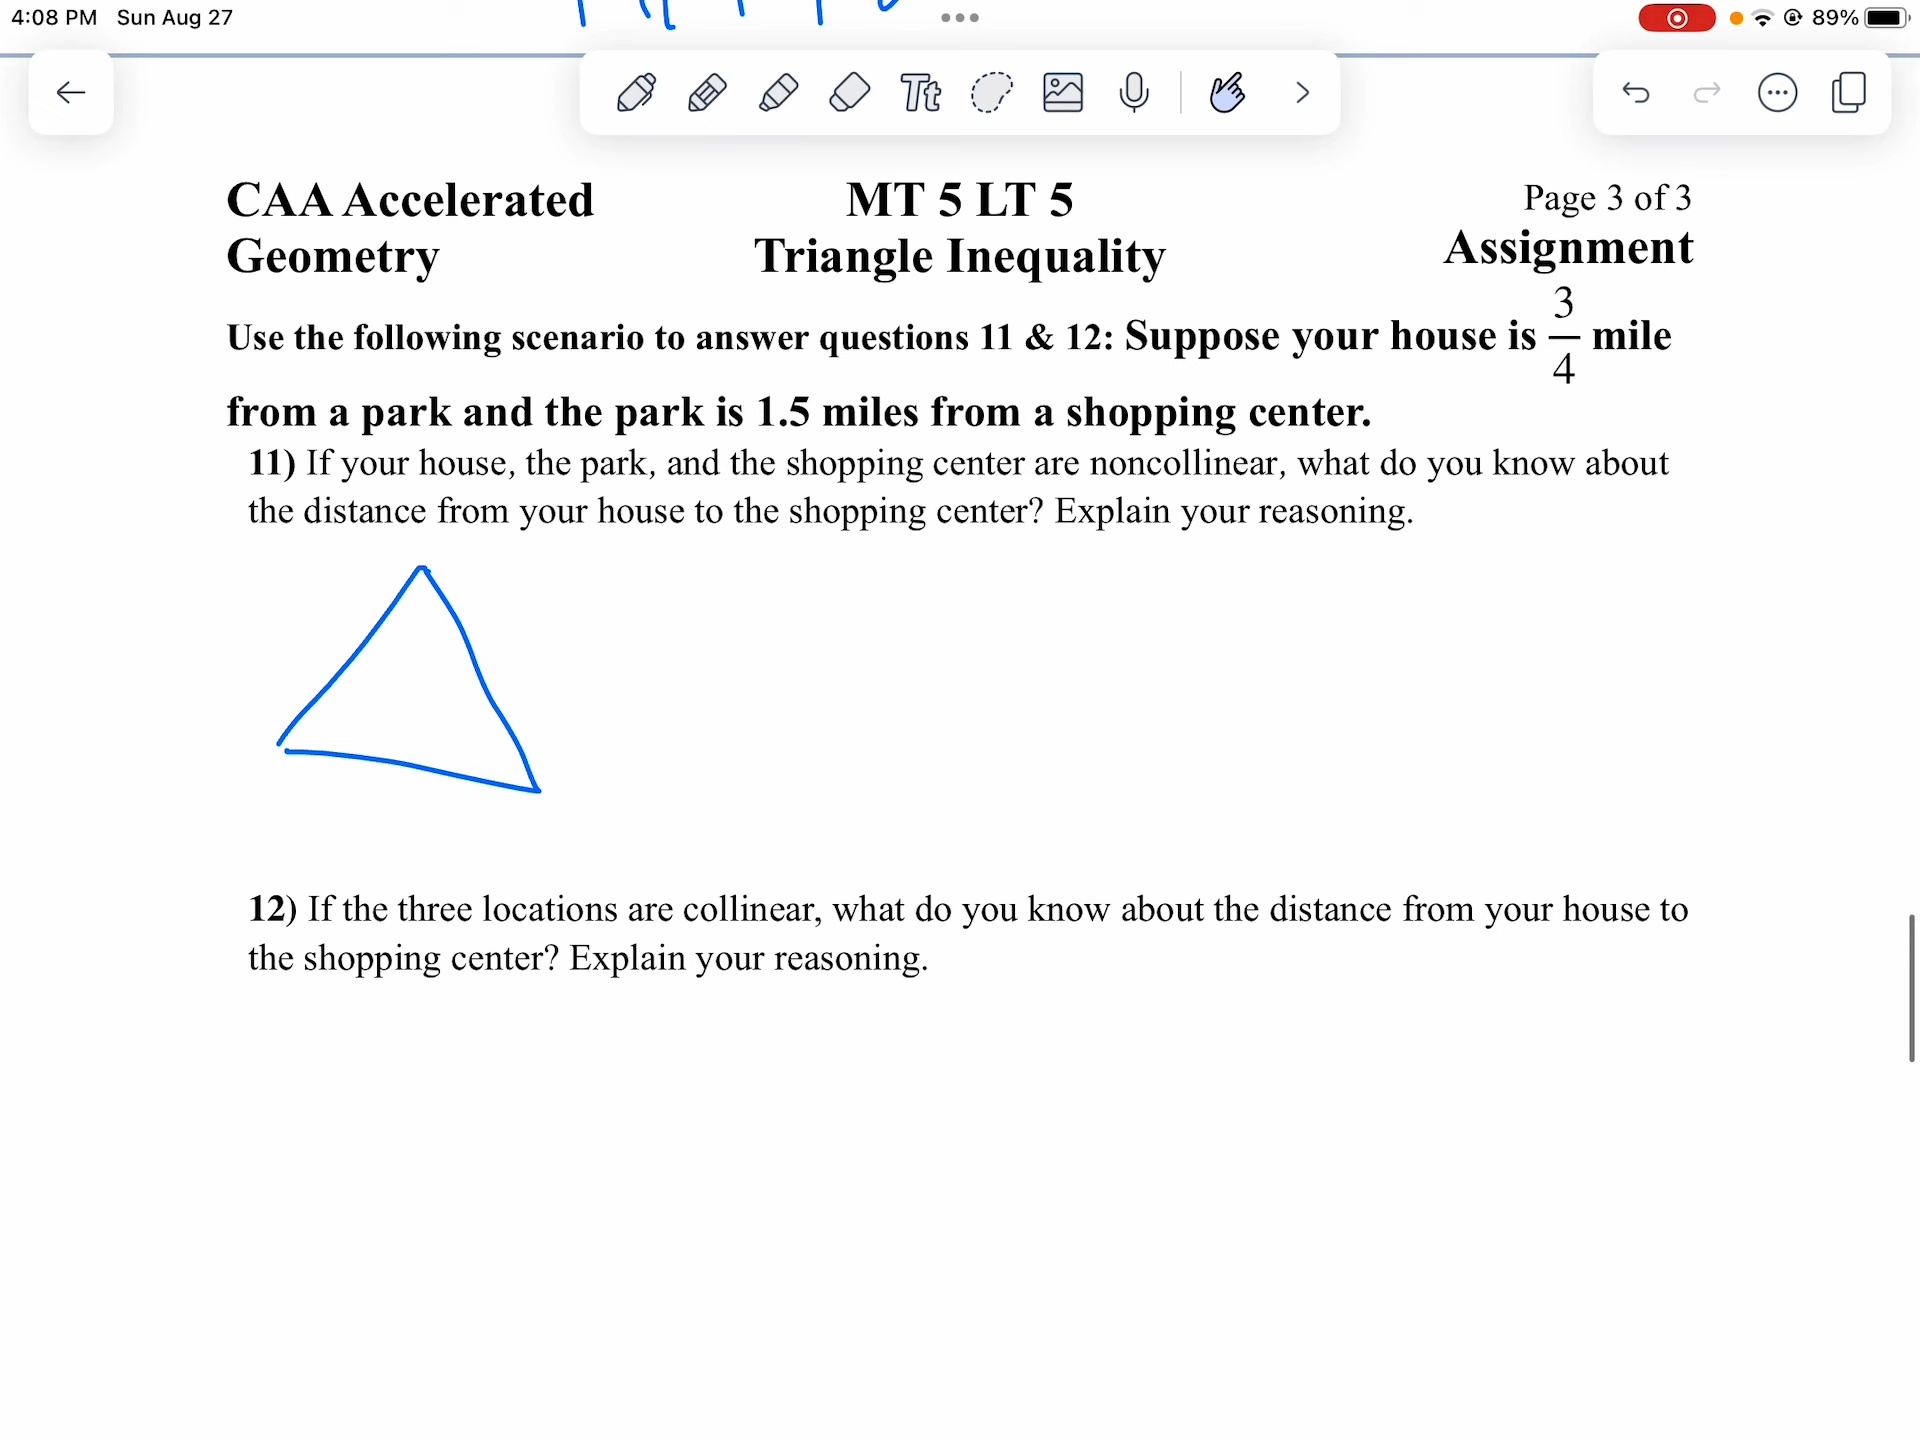 4:08 PM Sun Aug 27
89%
Tt
CAA Accelerated MT 5 LT 5 Page 3 of 3
Geometry Triangle Inequality Assignment
Use the following scenario to answer questions 11 & 12: Suppose your house is 3/4 mile
from a park and the park is 1.5 miles from a shopping center.
11) If your house, the park, and the shopping center are noncollinear, what do you know about
the distance from your house to the shopping center? Explain your reasoning.
12) If the three locations are collinear, what do you know about the distance from your house to
the shopping center? Explain your reasoning.